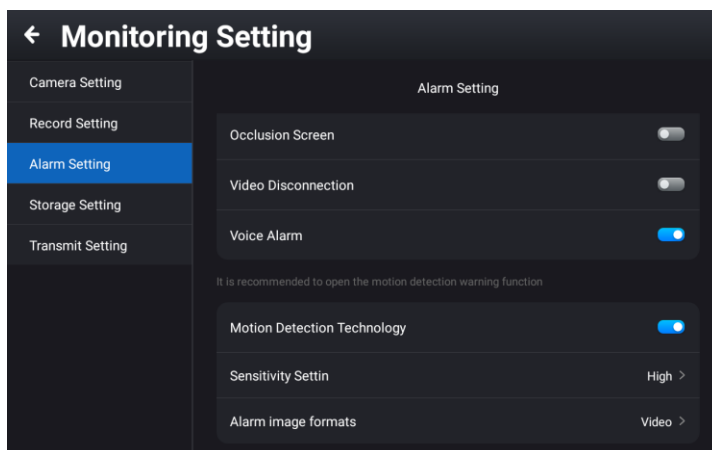 Monitoring Setting
Camera Setting
Record Setting
Alarm Setting
Storage Setting
Transmit Setting
Alarm Setting
Occlusion Screen
Video Disconnection
Voice Alarm
It is recommended to open the motion detection warning function
Motion Detection Technology
Sensitivity Settin High >
Alarm image formats Video >